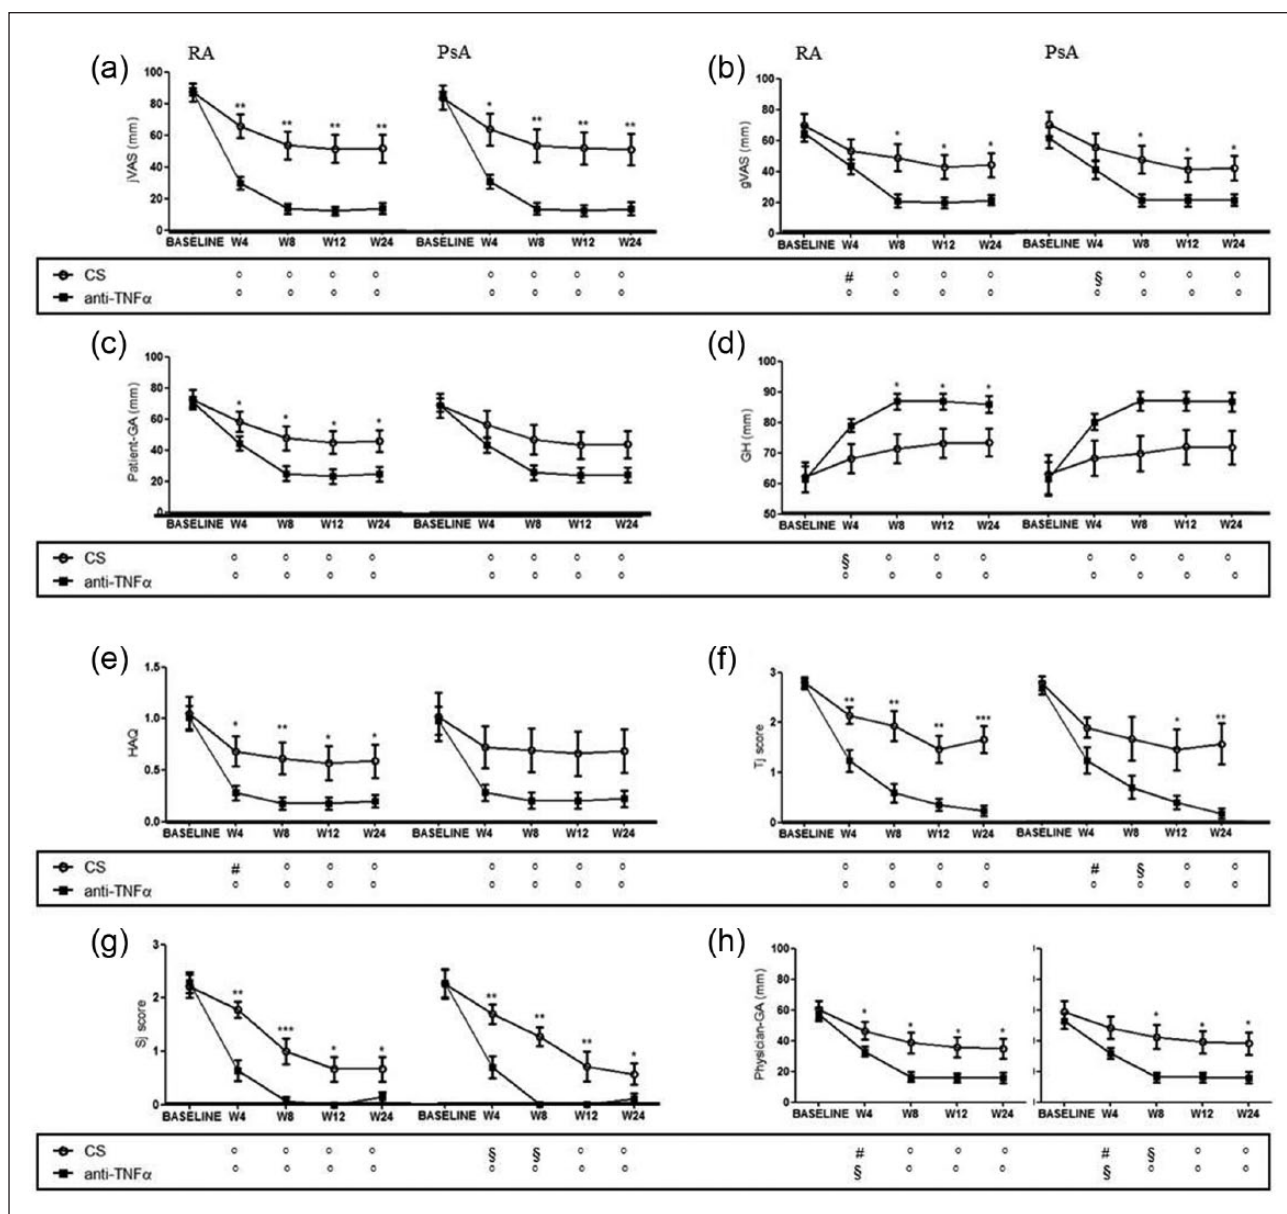 (a) RA PsA (b) RA PsA
jVAS (mm) 100 80 60 40 20 0
** ** ** ** * ** ** **
BASELINE W4 W8 W12 W24 BASELINE W4 W8 W12 W24
gVAS (mm) 100 80 60 40 20 0
* * * * * *
BASELINE W4 W8 W12 W24 BASELINE W4 W8 W12 W24
CS ° ° ° ° ° ° ° ° # ° ° ° § ° ° °
anti-TNFα ° ° ° ° ° ° ° ° ° ° ° ° ° ° ° °
(c) (d)
Patient-GA (mm) 100 80 60 40 20 0
* * * *
BASELINE W4 W8 W12 W24 BASELINE W4 W8 W12 W24
GH (mm) 100 90 80 70 60 50
* * *
BASELINE W4 W8 W12 W24 BASELINE W4 W8 W12 W24
CS ° ° ° ° ° ° ° ° § ° ° ° ° ° ° °
anti-TNFα ° ° ° ° ° ° ° ° ° ° ° ° ° ° ° °
(e) (f)
HAQ 1.5 1.0 0.5 0.0
* ** * *
BASELINE W4 W8 W12 W24 BASELINE W4 W8 W12 W24
Tj score 3 2 1 0
** ** ** *** * **
BASELINE W4 W8 W12 W24 BASELINE W4 W8 W12 W24
CS # ° ° ° ° ° ° ° ° ° ° ° # § ° °
anti-TNFα ° ° ° ° ° ° ° ° ° ° ° ° ° ° ° °
(g) (h)
Sj score 3 2 1 0
** *** * * ** ** ** *
BASELINE W4 W8 W12 W24 BASELINE W4 W8 W12 W24
Physician-GA (mm) 100 80 60 40 20 0
* * * * * * *
BASELINE W4 W8 W12 W24 BASELINE W4 W8 W12 W24
CS ° ° ° ° § § ° ° # ° ° ° # § ° °
anti-TNFα ° ° ° ° ° ° ° ° § ° ° ° § ° ° °